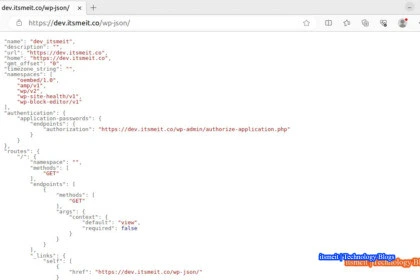 dev.itsmeit.co/wp-json/
https://dev.itsmeit.co/wp-json/
"name": "dev_itsmeit",
"description": "",
"url": "https://dev.itsmeit.co",
"home": "https://dev.itsmeit.co",
"gmt_offset": "0",
"timezone_string": "",
"namespaces": [
"oembed/1.0",
"amp/v1",
"wp/v2",
"wp-site-health/v1",
"wp-block-editor/v1"
],
"authentication": {
"application-passwords": {
"endpoints": {
"authorization": "https://dev.itsmeit.co/wp-admin/authorize-application.php"
}
}
},
"routes": {
"/": {
"namespace": "",
"methods": [
"GET"
],
"endpoints": [
{
"methods": [
"GET"
],
"args": {
"context": {
"default": "view",
"required": false
}
}
}
],
"_links": {
"self": [
{
"href": "https://dev.itsmeit.co/wp-json/"
itsmeit - Technology Blogs
itsmeit - Technology Blogs